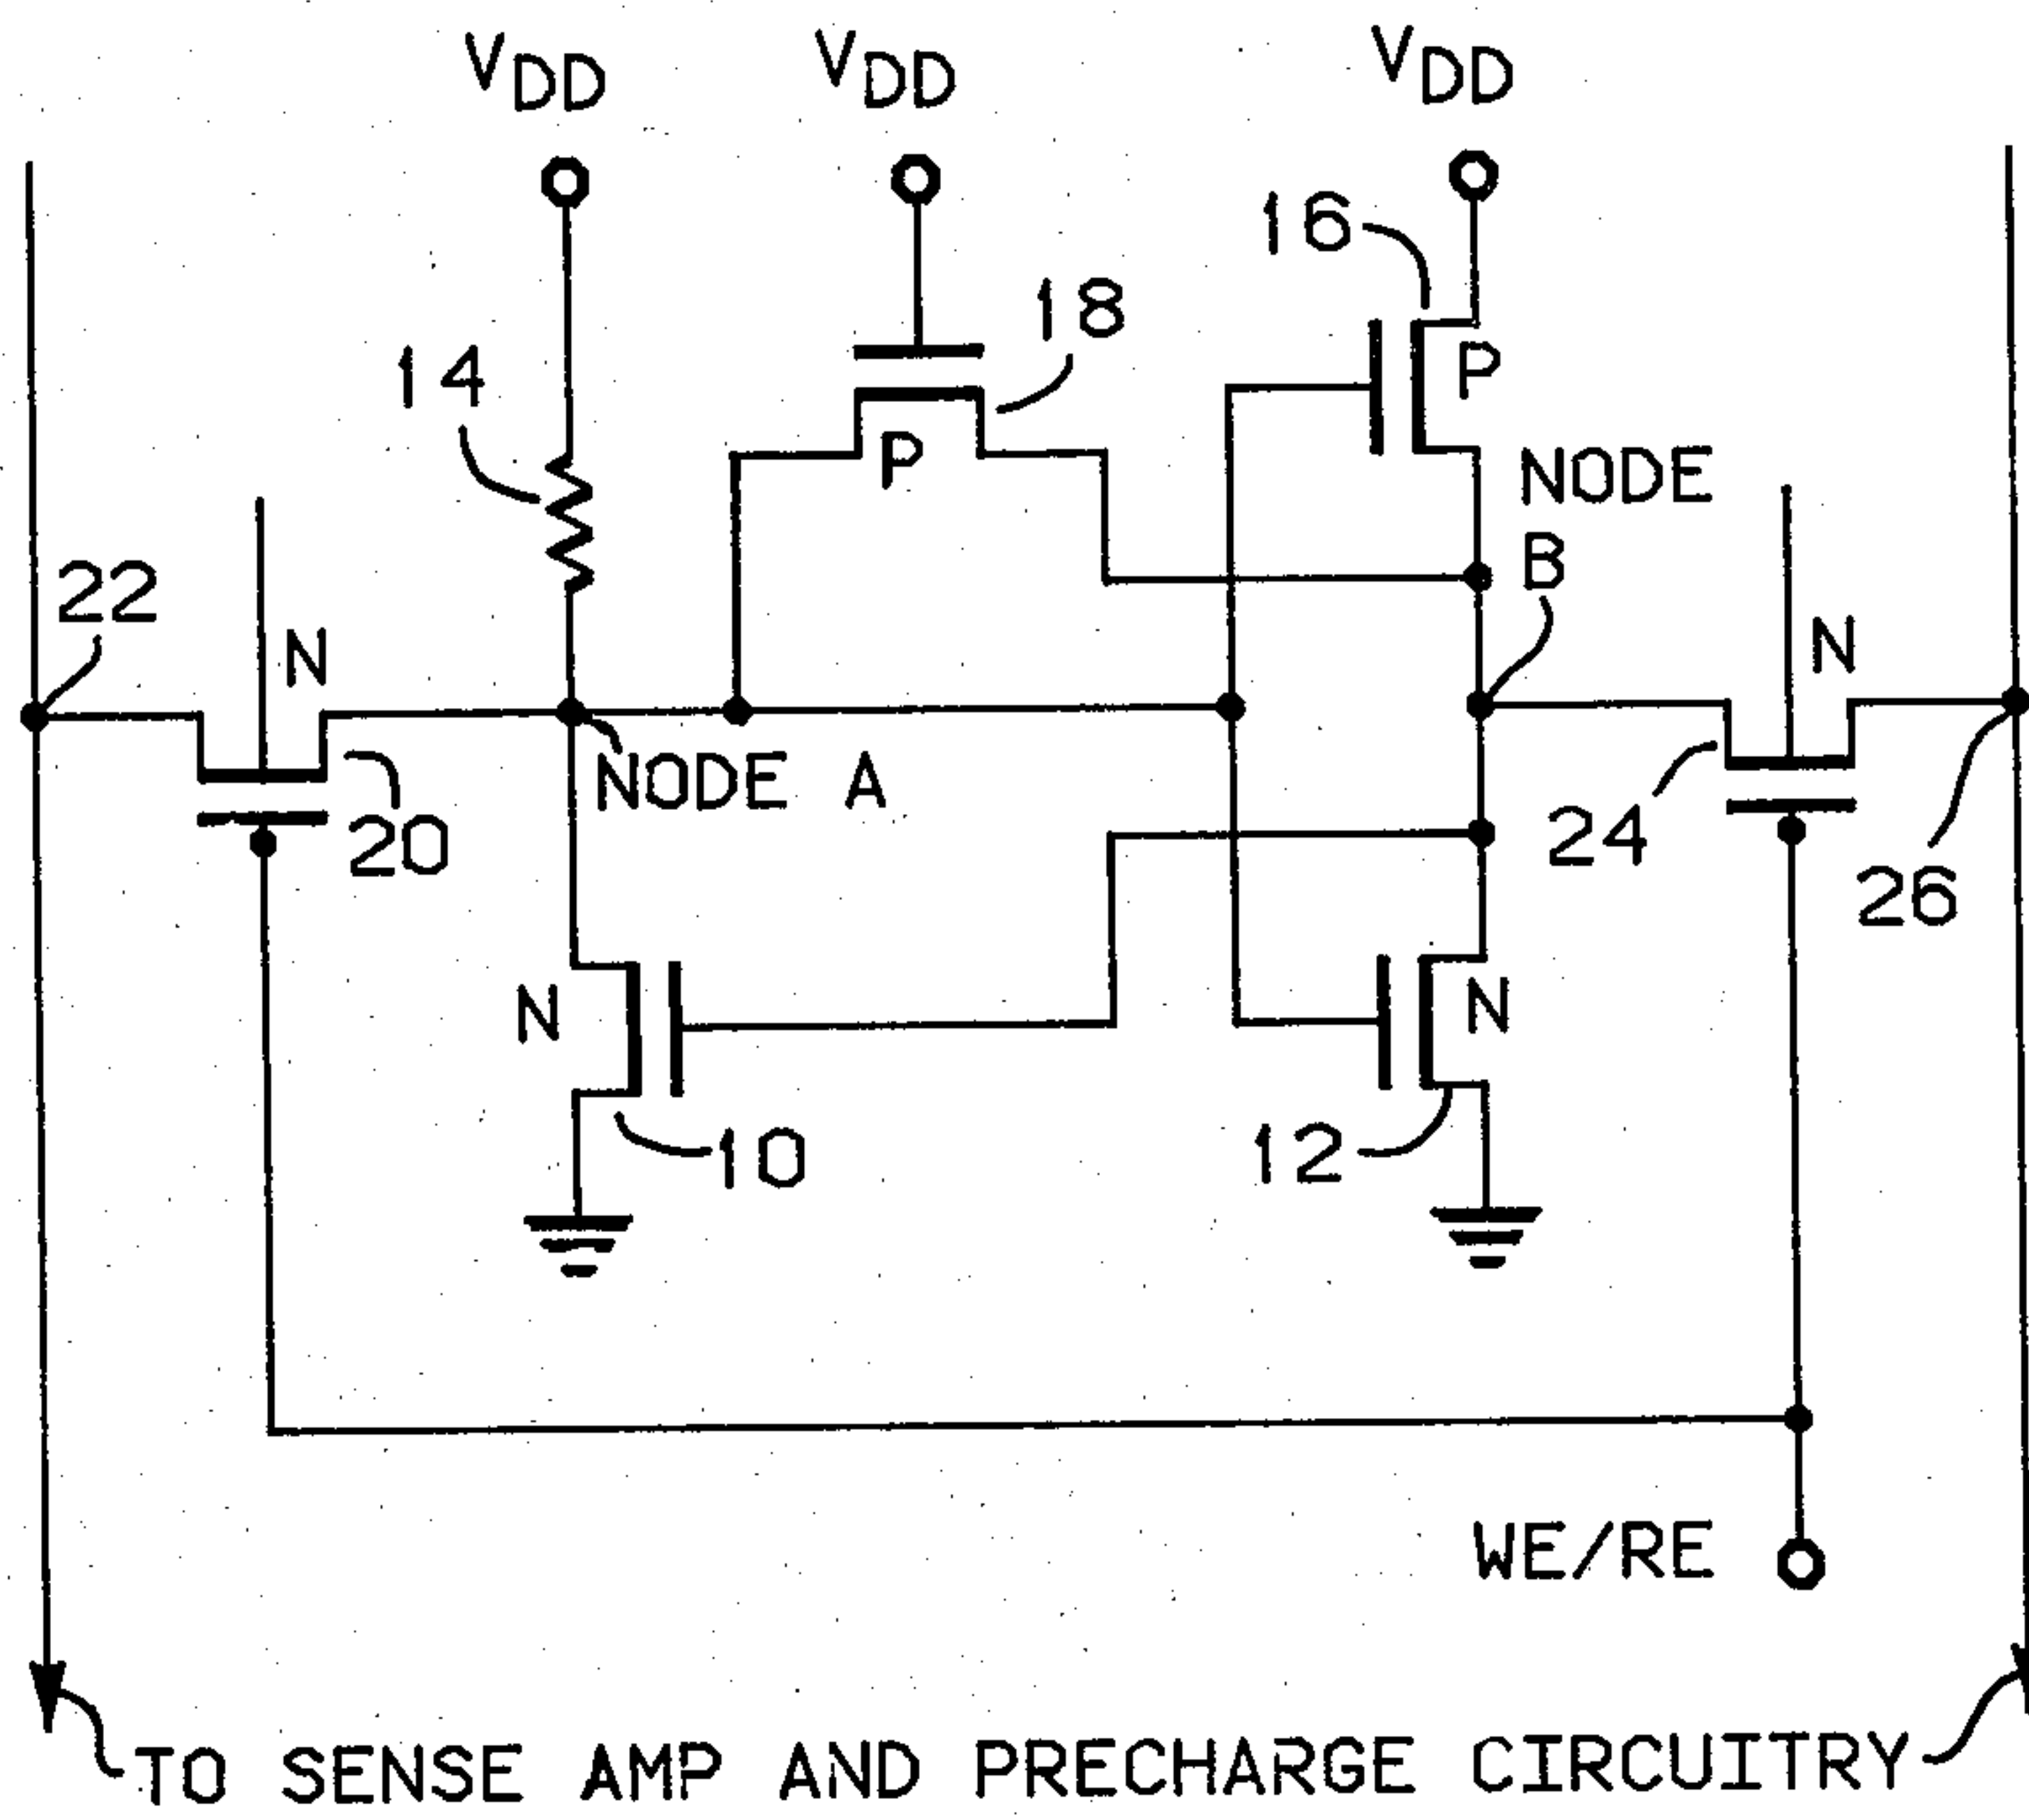 VDD
VDD
VDD
16
18
14
P
P
NODE
B
22
N
N
NODE A
20
24
26
N
N
10
12
WE/RE
TO SENSE AMP AND PRECHARGE CIRCUITRY